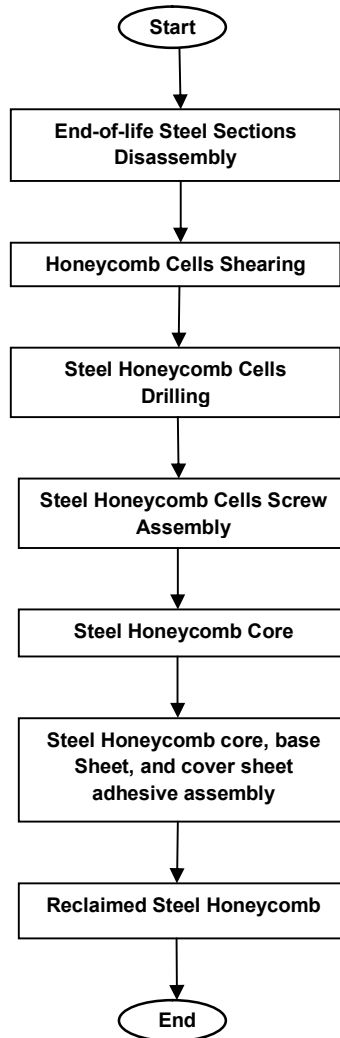 Start
End-of-life Steel Sections
Disassembly
Honeycomb Cells Shearing
Steel Honeycomb Cells
Drilling
Steel Honeycomb Cells Screw
Assembly
Steel Honeycomb Core
Steel Honeycomb core, base
Sheet, and cover sheet
adhesive assembly
Reclaimed Steel Honeycomb
End